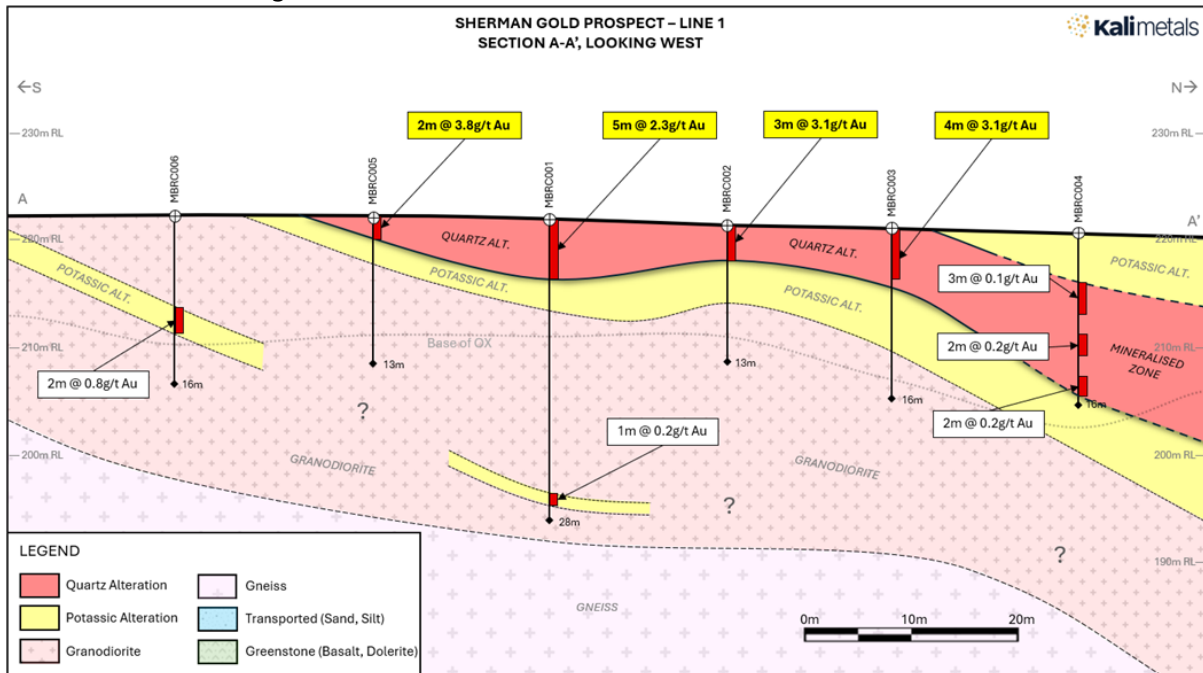 SHERMAN GOLD PROSPECT – LINE 1
SECTION A-A', LOOKING WEST
Kalimetals
←S
N→
230m RL
230m RL
2m @ 3.8g/t Au
5m @ 2.3g/t Au
3m @ 3.1g/t Au
4m @ 3.1g/t Au
MBRC006
MBRC005
MBRC001
MBRC002
MBRC003
MBRC004
A
A'
220m RL
220m RL
QUARTZ ALT.
QUARTZ ALT.
POTASSIC ALT.
POTASSIC ALT.
POTASSIC ALT.
POTASSIC ALT.
3m @ 0.1g/t Au
210m RL
Base of OX
2m @ 0.2g/t Au
210m RL
MINERALISED
ZONE
13m
13m
2m @ 0.8g/t Au
16m
16m
16m
?
2m @ 0.2g/t Au
1m @ 0.2g/t Au
200m RL
200m RL
GRANODIORITE
GRANODIORITE
?
28m
?
190m RL
LEGEND
Quartz Alteration
Gneiss
Potassic Alteration
Transported (Sand, Silt)
Granodiorite
Greenstone (Basalt, Dolerite)
GNEISS
0m
10m
20m